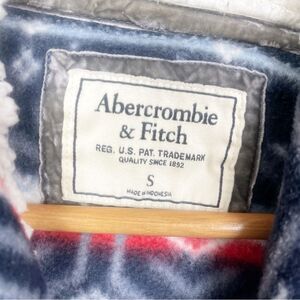 Abercrombie
& Fitch
REG. U.S. PAT. TRADEMARK
QUALITY SINCE 1892
S
MADE IN INDONESIA